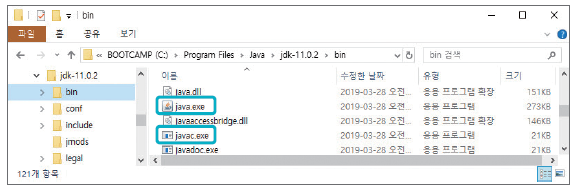 bin
파일 홈 공유 보기
« BOOTCAMP (C:) > Program Files > Java > jdk-11.0.2 > bin
bin 검색
jdk-11.0.2
bin
conf
include
jmods
legal
이름 수정한 날짜 유형 크기
java.dll 2019-03-28 오전... 응용 프로그램 확장 151KB
java.exe 2019-03-28 오전... 응용 프로그램 273KB
javaaccessbridge.dll 2019-03-28 오전... 응용 프로그램 확장 146KB
javac.exe 2019-03-28 오전... 응용 프로그램 21KB
javadoc.exe 2019-03-28 오전... 응용 프로그램 21KB
121개 항목